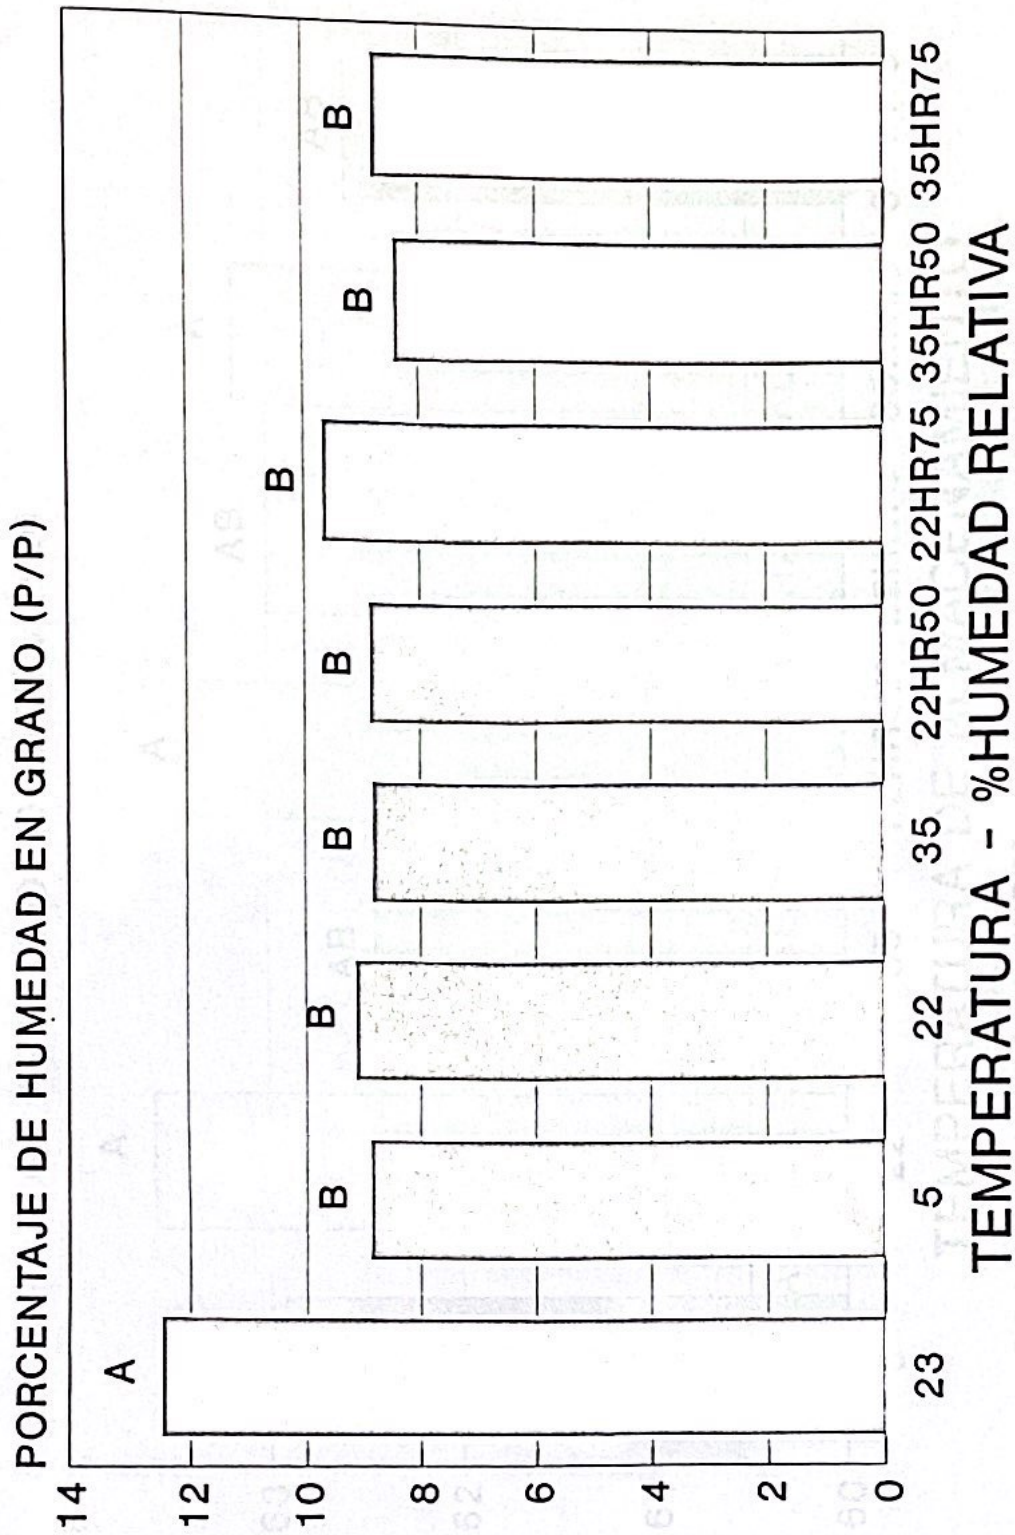 PORCENTAJE DE HUMEDAD EN GRANO (P/P)
14
12
10
8
6
4
2
0
A B B B B B B B
23 5 22 35 22HR50 22HR75 35HR50 35HR75
TEMPERATURA - %HUMEDAD RELATIVA